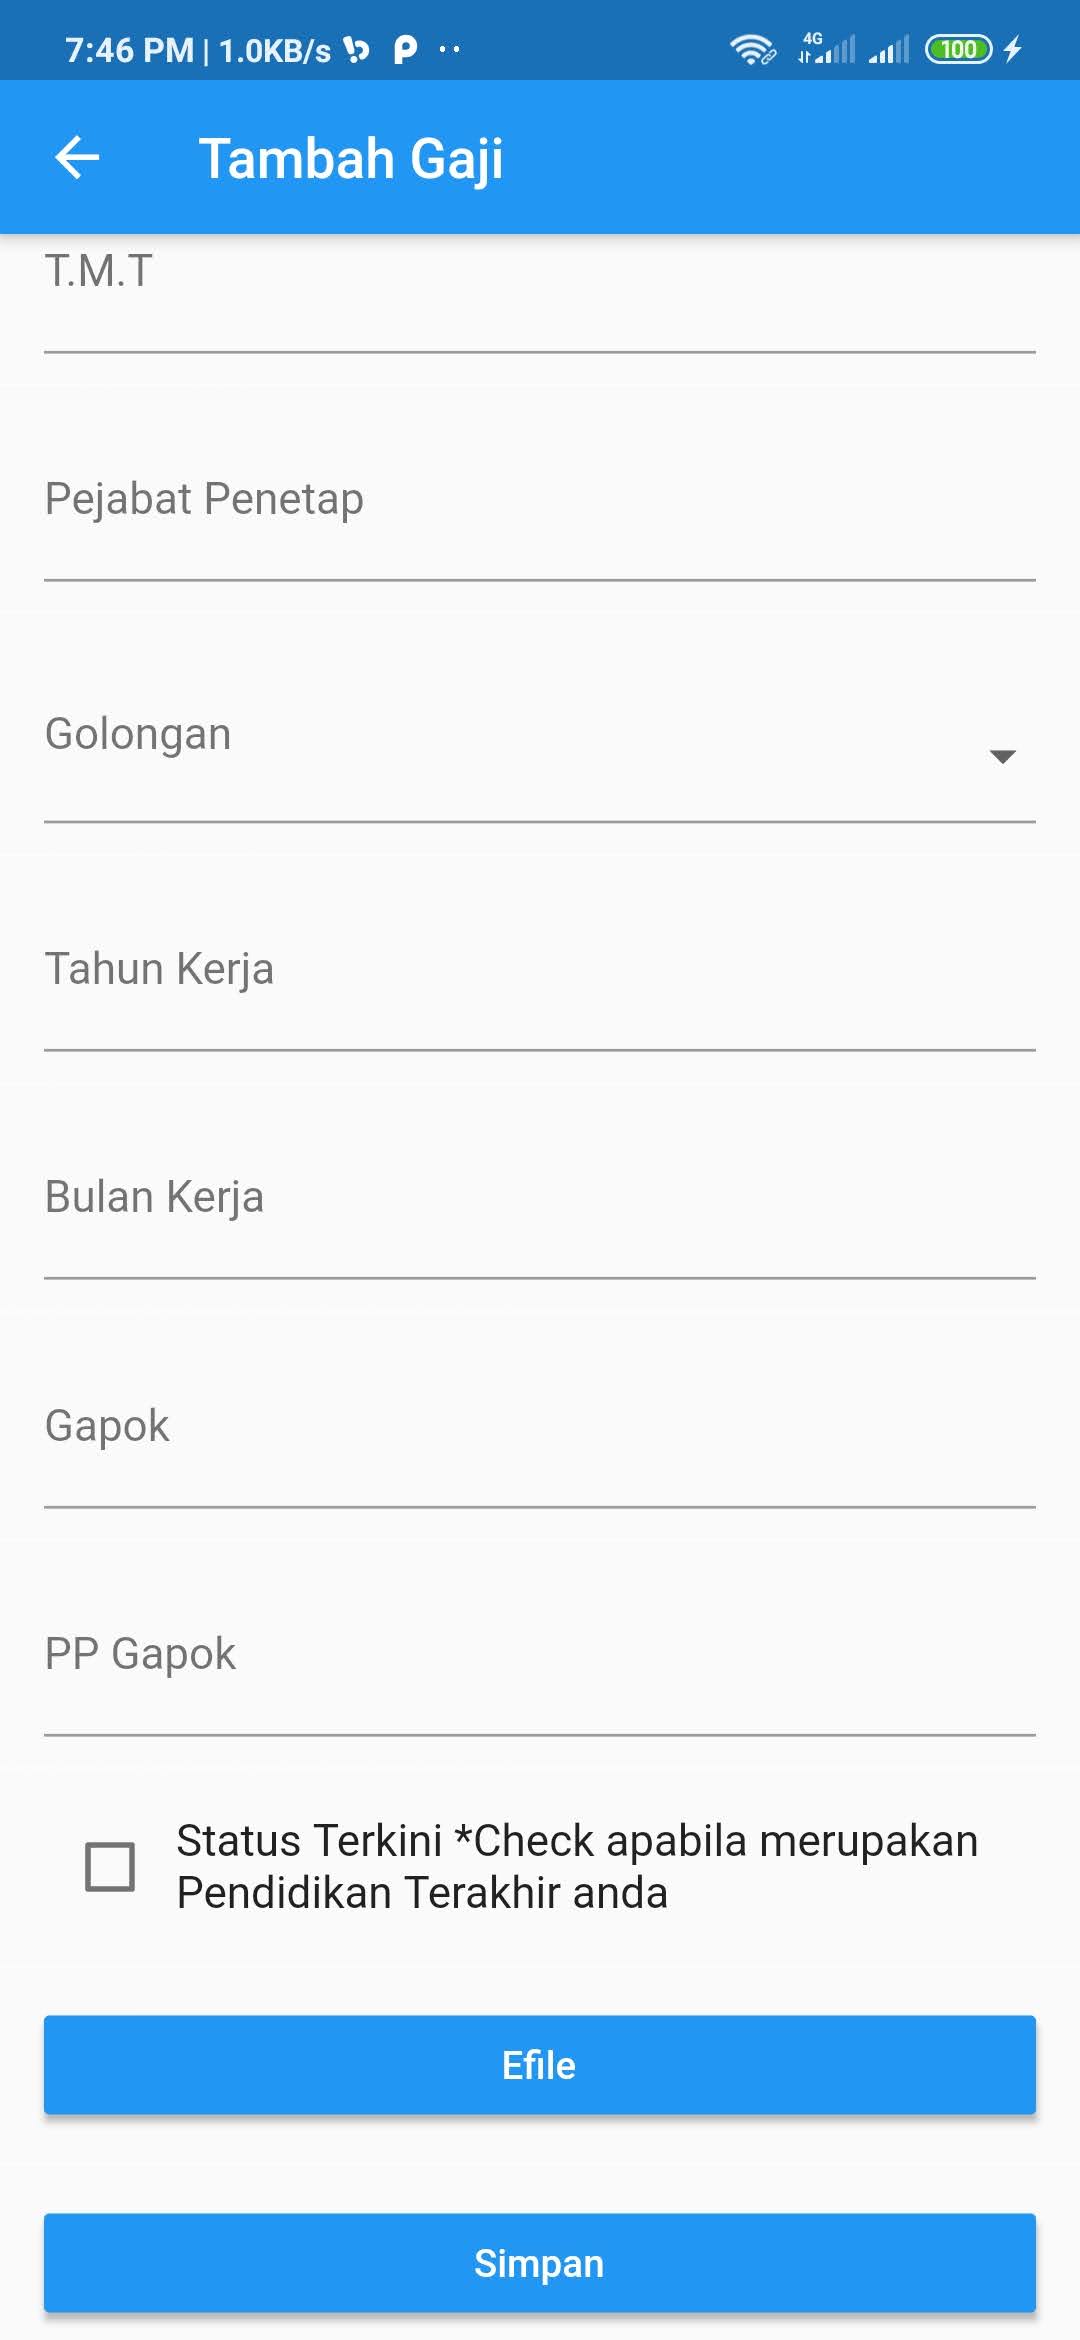 7:46 PM | 1.0KB/s
4G
100
Tambah Gaji
T.M.T
Pejabat Penetap
Golongan
Tahun Kerja
Bulan Kerja
Gapok
PP Gapok
Status Terkini *Check apabila merupakan
Pendidikan Terakhir anda
Efile
Simpan